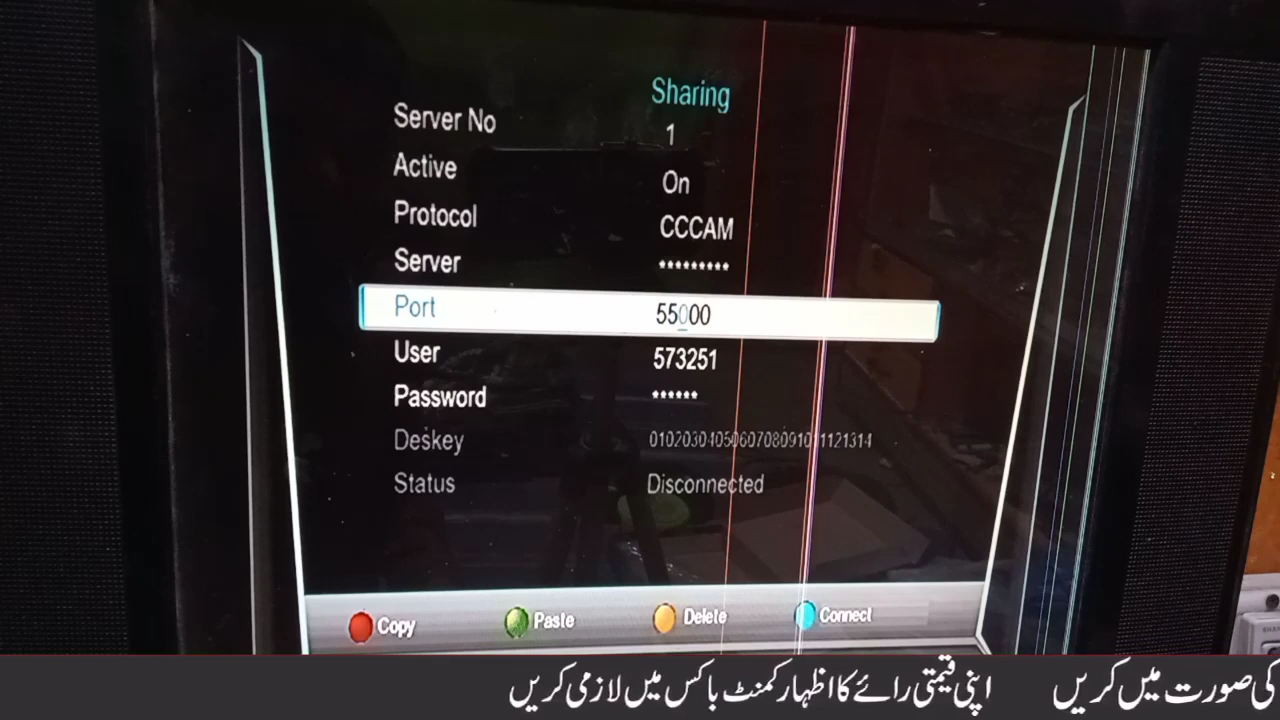 Sharing
Server No 1
Active On
Protocol CCCAM
Server *********
Port 55000
User 573251
Password ******
Deskey 0102030405060708091011121314
Status Disconnected
Copy Paste Delete Connect
کی صورت میں کریں اپنی قیمتی رائے کا اظہار کمنٹ باکس میں لازمی کریں